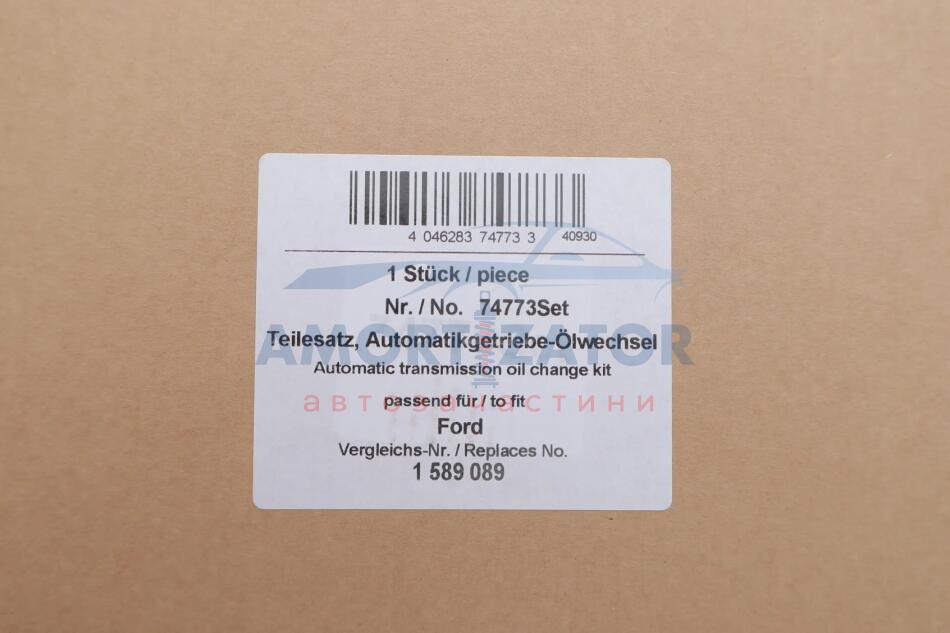 4 046283 74773 3 40930
1 Stück / piece
Nr. / No. 74773Set
AMORTIZATOR
Teilesatz, Automatikgetriebe-Ölwechsel
Automatic transmission oil change kit
автозапчастини
passend für / to fit
Ford
Vergleichs-Nr. / Replaces No.
1 589 089